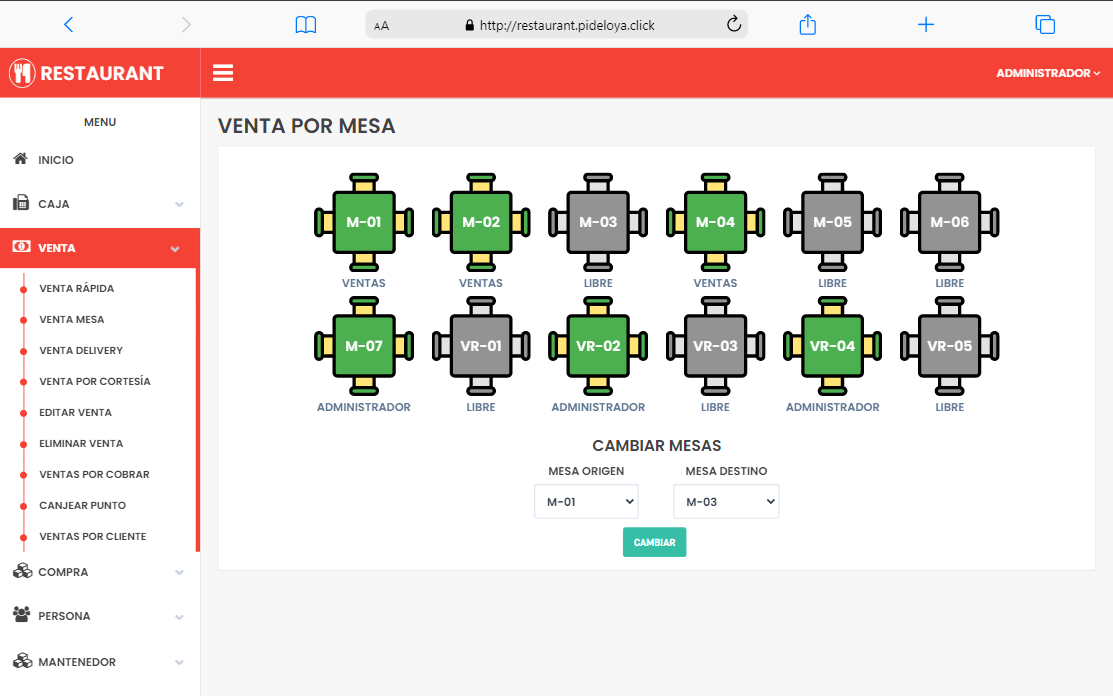 AA
http://restaurant.pideloya.click
RESTAURANT
ADMINISTRADOR
MENU
INICIO
CAJA
VENTA
VENTA RÁPIDA
VENTA MESA
VENTA DELIVERY
VENTA POR CORTESÍA
EDITAR VENTA
ELIMINAR VENTA
VENTAS POR COBRAR
CANJEAR PUNTO
VENTAS POR CLIENTE
COMPRA
PERSONA
MANTENEDOR
VENTA POR MESA
M-01 M-02 M-03 M-04 M-05 M-06
VENTAS VENTAS LIBRE VENTAS LIBRE LIBRE
M-07 VR-01 VR-02 VR-03 VR-04 VR-05
ADMINISTRADOR LIBRE ADMINISTRADOR LIBRE ADMINISTRADOR LIBRE
CAMBIAR MESAS
MESA ORIGEN MESA DESTINO
M-01 M-03
CAMBIAR